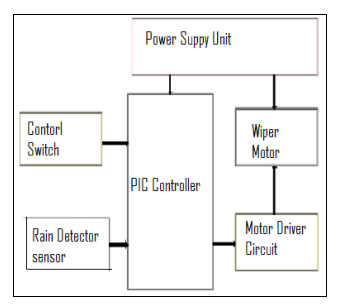 Power Suppy Unit
Contorl
Switch
Wiper
Motor
PIC Controller
Rain Detector
sensor
Motor Driver
Circuit